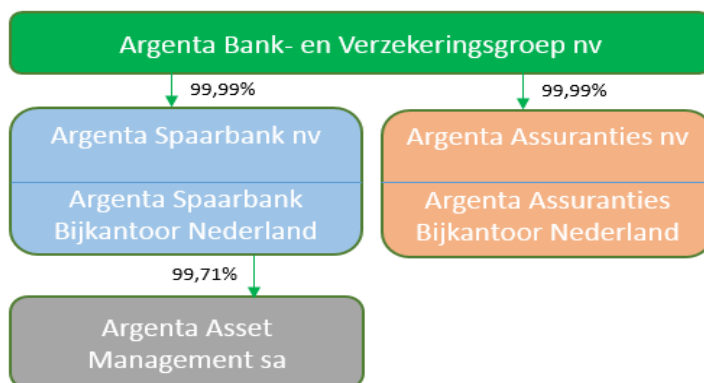 Argenta Bank- en Verzekeringsgroep nv
99,99%
99,99%
Argenta Spaarbank nv
Argenta Spaarbank
Bijkantoor Nederland
Argenta Assuranties nv
Argenta Assuranties
Bijkantoor Nederland
99,71%
Argenta Asset
Management sa